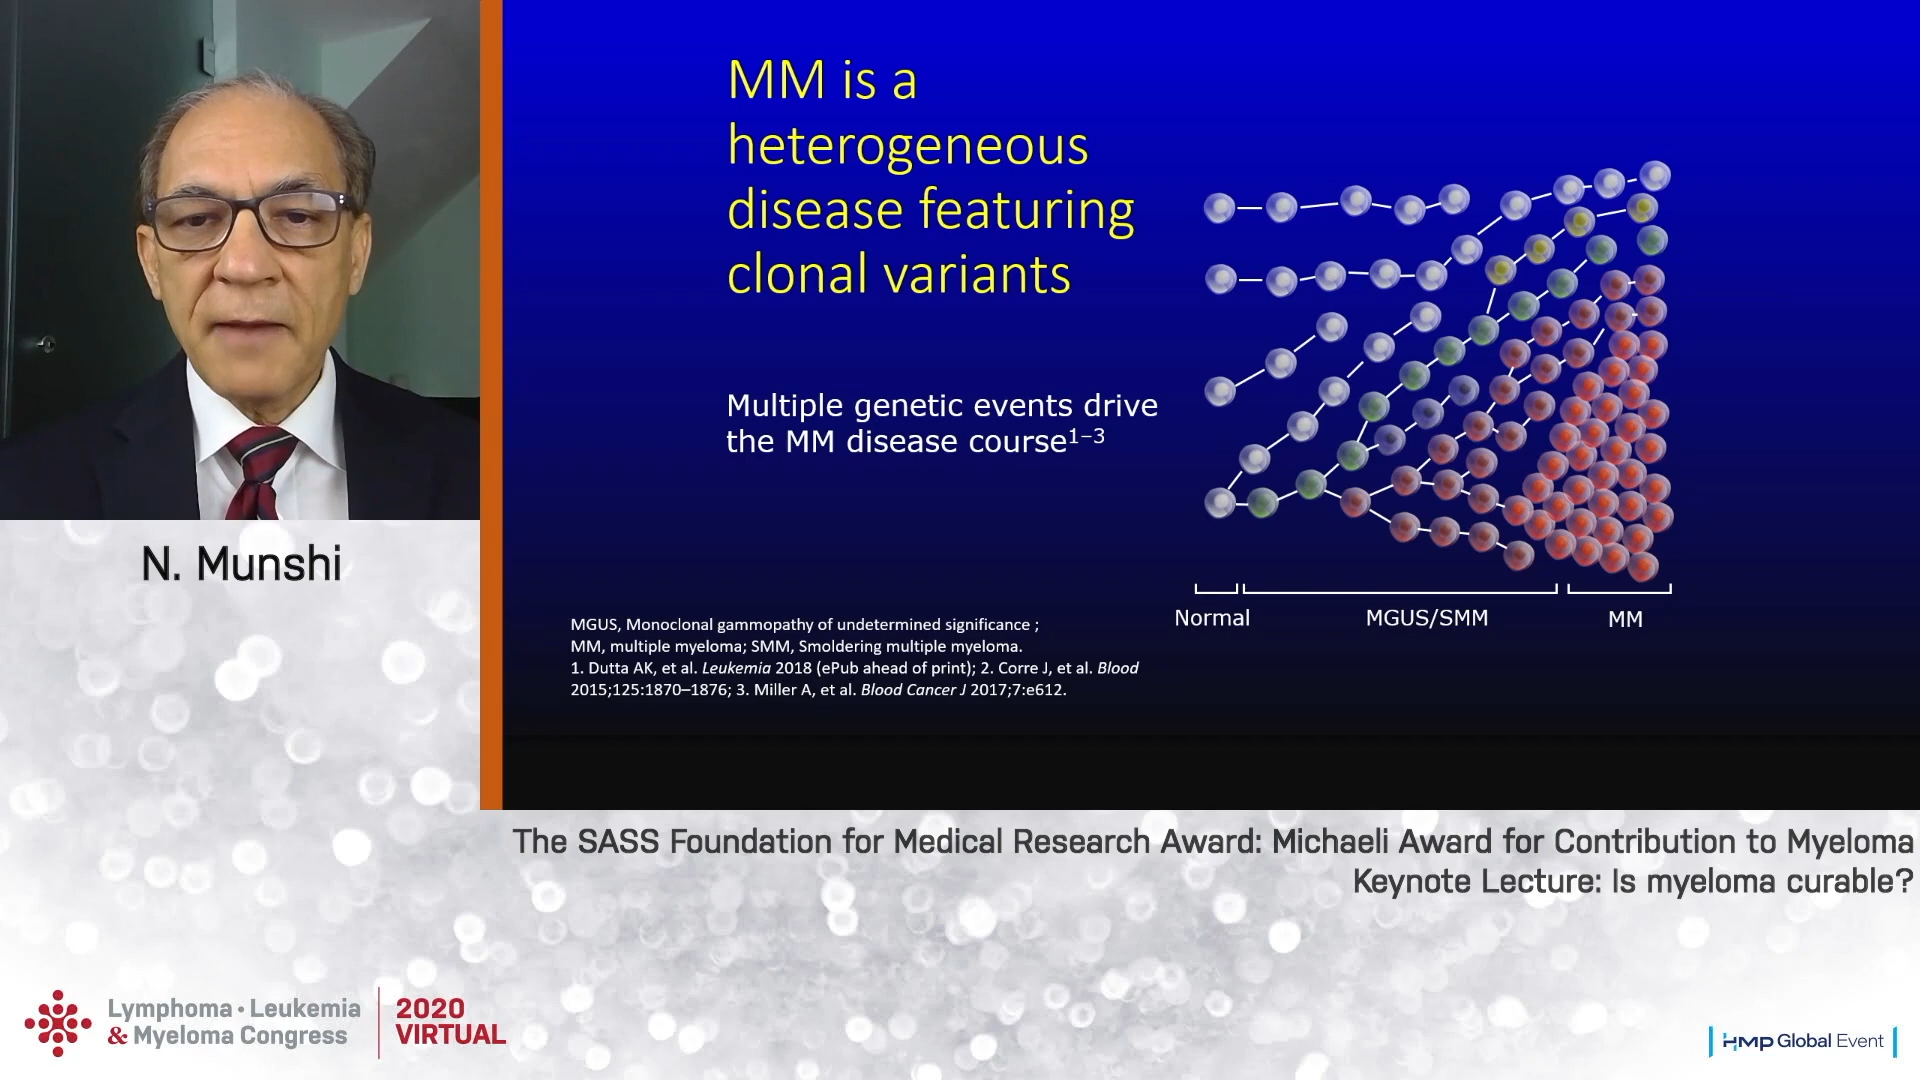 MM is a
heterogeneous
disease featuring
clonal variants
Multiple genetic events drive
the MM disease course1–3
Normal
MGUS/SMM
MM
MGUS, Monoclonal gammopathy of undetermined significance ;
MM, multiple myeloma; SMM, Smoldering multiple myeloma.
1. Dutta AK, et al. Leukemia 2018 (ePub ahead of print); 2. Corre J, et al. Blood
2015;125:1870–1876; 3. Miller A, et al. Blood Cancer J 2017;7:e612.
N. Munshi
The SASS Foundation for Medical Research Award: Michaeli Award for Contribution to Myeloma
Keynote Lecture: Is myeloma curable?
Lymphoma • Leukemia
& Myeloma Congress
2020
VIRTUAL
HMP Global Event